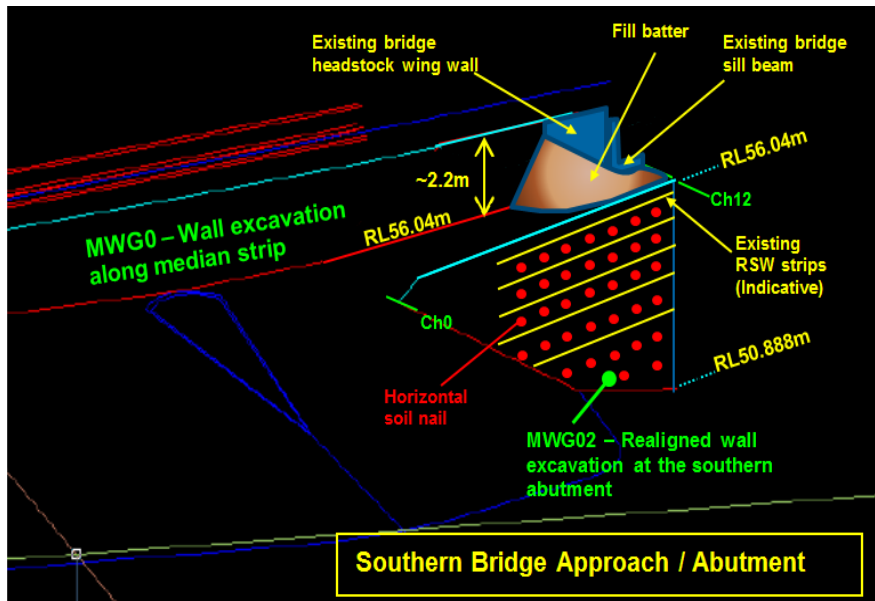 Existing bridge
headstock wing wall
Fill batter
Existing bridge
sill beam
~2.2m
RL56.04m
Ch12
MWG0 – Wall excavation
along median strip
RL56.04m
Existing
RSW strips
(Indicative)
Ch0
RL50.888m
Horizontal
soil nail
MWG02 – Realigned wall
excavation at the southern
abutment
Southern Bridge Approach / Abutment